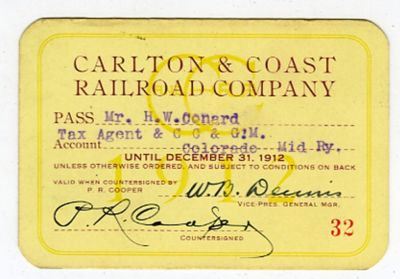 CARLTON & COAST
RAILROAD COMPANY
PASS Mr. H.W.Conard
Tax Agent & C C & G.M.
Account Colorado Mid Ry.
UNTIL DECEMBER 31, 1912
UNLESS OTHERWISE ORDERED, AND SUBJECT TO CONDITIONS ON BACK
VALID WHEN COUNTERSIGNED BY
P. R. COOPER
W. B. Dennis
VICE-PRES. GENERAL MGR.
P. R. Cooper
COUNTERSIGNED
32
1912